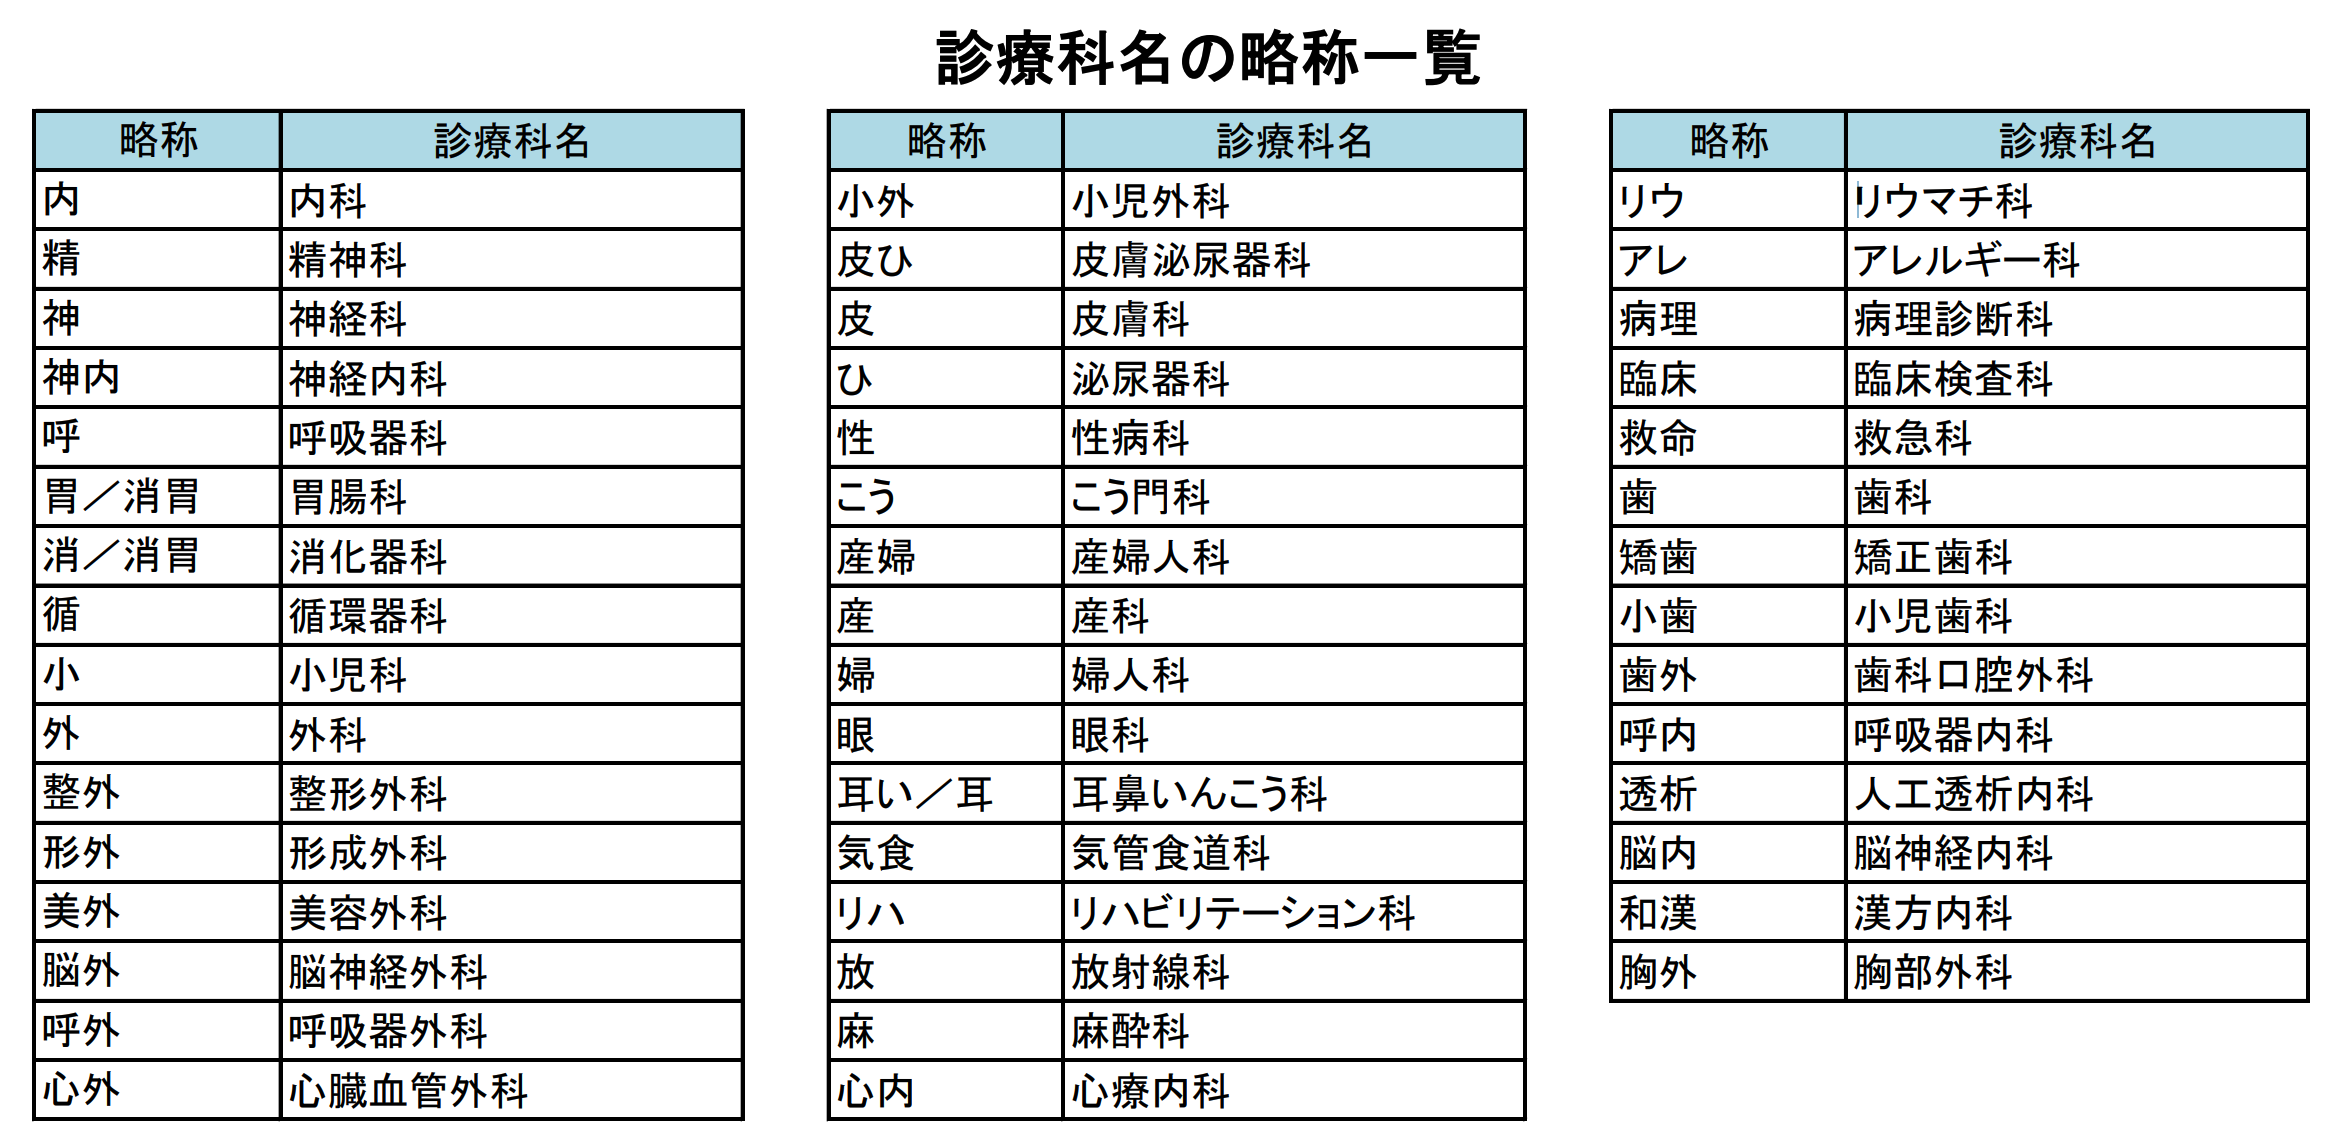 診療科名の略称一覧
略称 診療科名
内 内科
精 精神科
神 神経科
神内 神経内科
呼 呼吸器科
胃／消胃 胃腸科
消／消胃 消化器科
循 循環器科
小 小児科
外 外科
整外 整形外科
形外 形成外科
美外 美容外科
脳外 脳神経外科
呼外 呼吸器外科
心外 心臓血管外科
略称 診療科名
小外 小児外科
皮ひ 皮膚泌尿器科
皮 皮膚科
ひ 泌尿器科
性 性病科
こう こう門科
産婦 産婦人科
産 産科
婦 婦人科
眼 眼科
耳い／耳 耳鼻いんこう科
気食 気管食道科
リハ リハビリテーション科
放 放射線科
麻 麻酔科
心内 心療内科
略称 診療科名
リウ リウマチ科
アレ アレルギー科
病理 病理診断科
臨床 臨床検査科
救命 救急科
歯 歯科
矯歯 矯正歯科
小歯 小児歯科
歯外 歯科口腔外科
呼内 呼吸器内科
透析 人工透析内科
脳内 脳神経内科
和漢 漢方内科
胸外 胸部外科